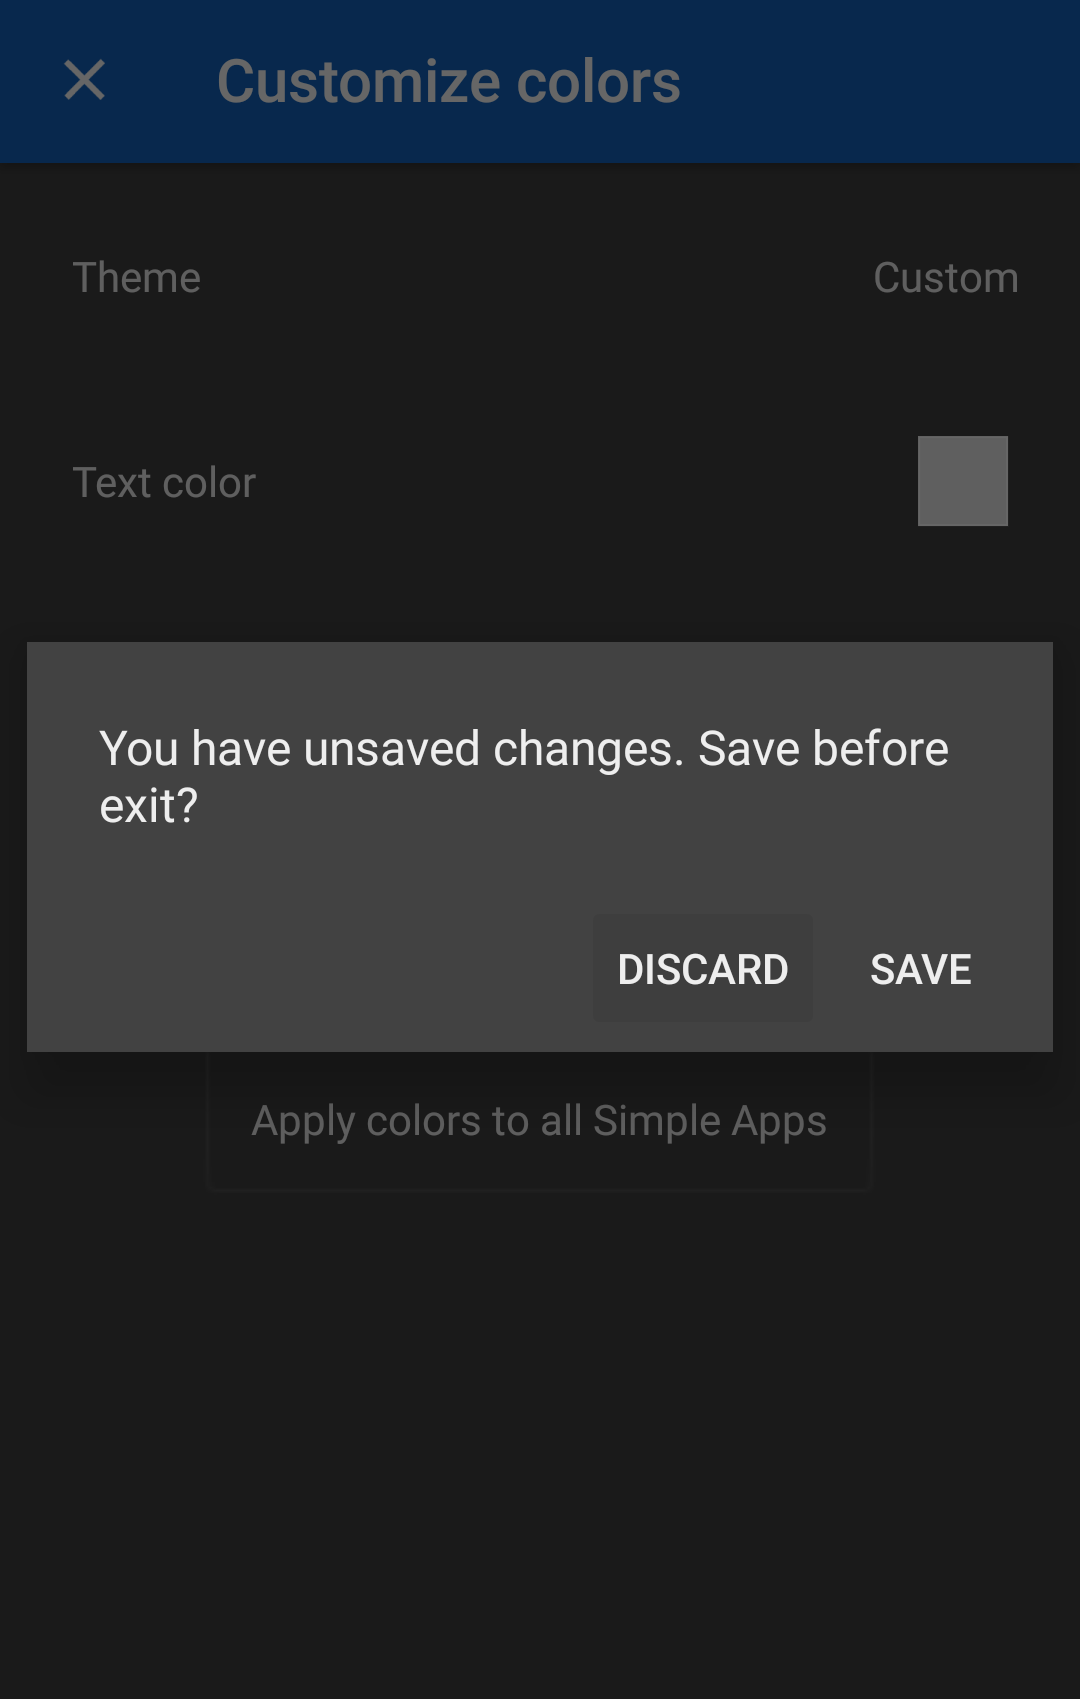 Customize colors
Theme
Custom
Text color
You have unsaved changes. Save before
exit?
DISCARD
SAVE
Apply colors to all Simple Apps